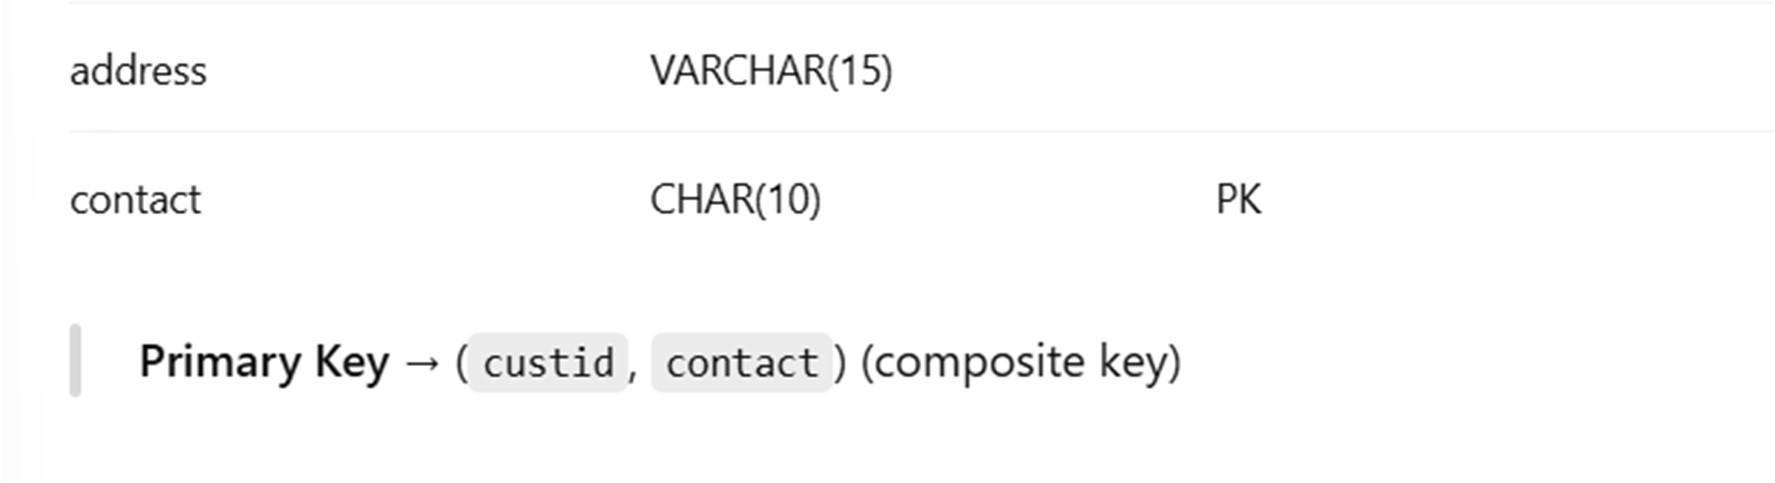 address VARCHAR(15)
contact CHAR(10) PK
Primary Key → (custid, contact) (composite key)